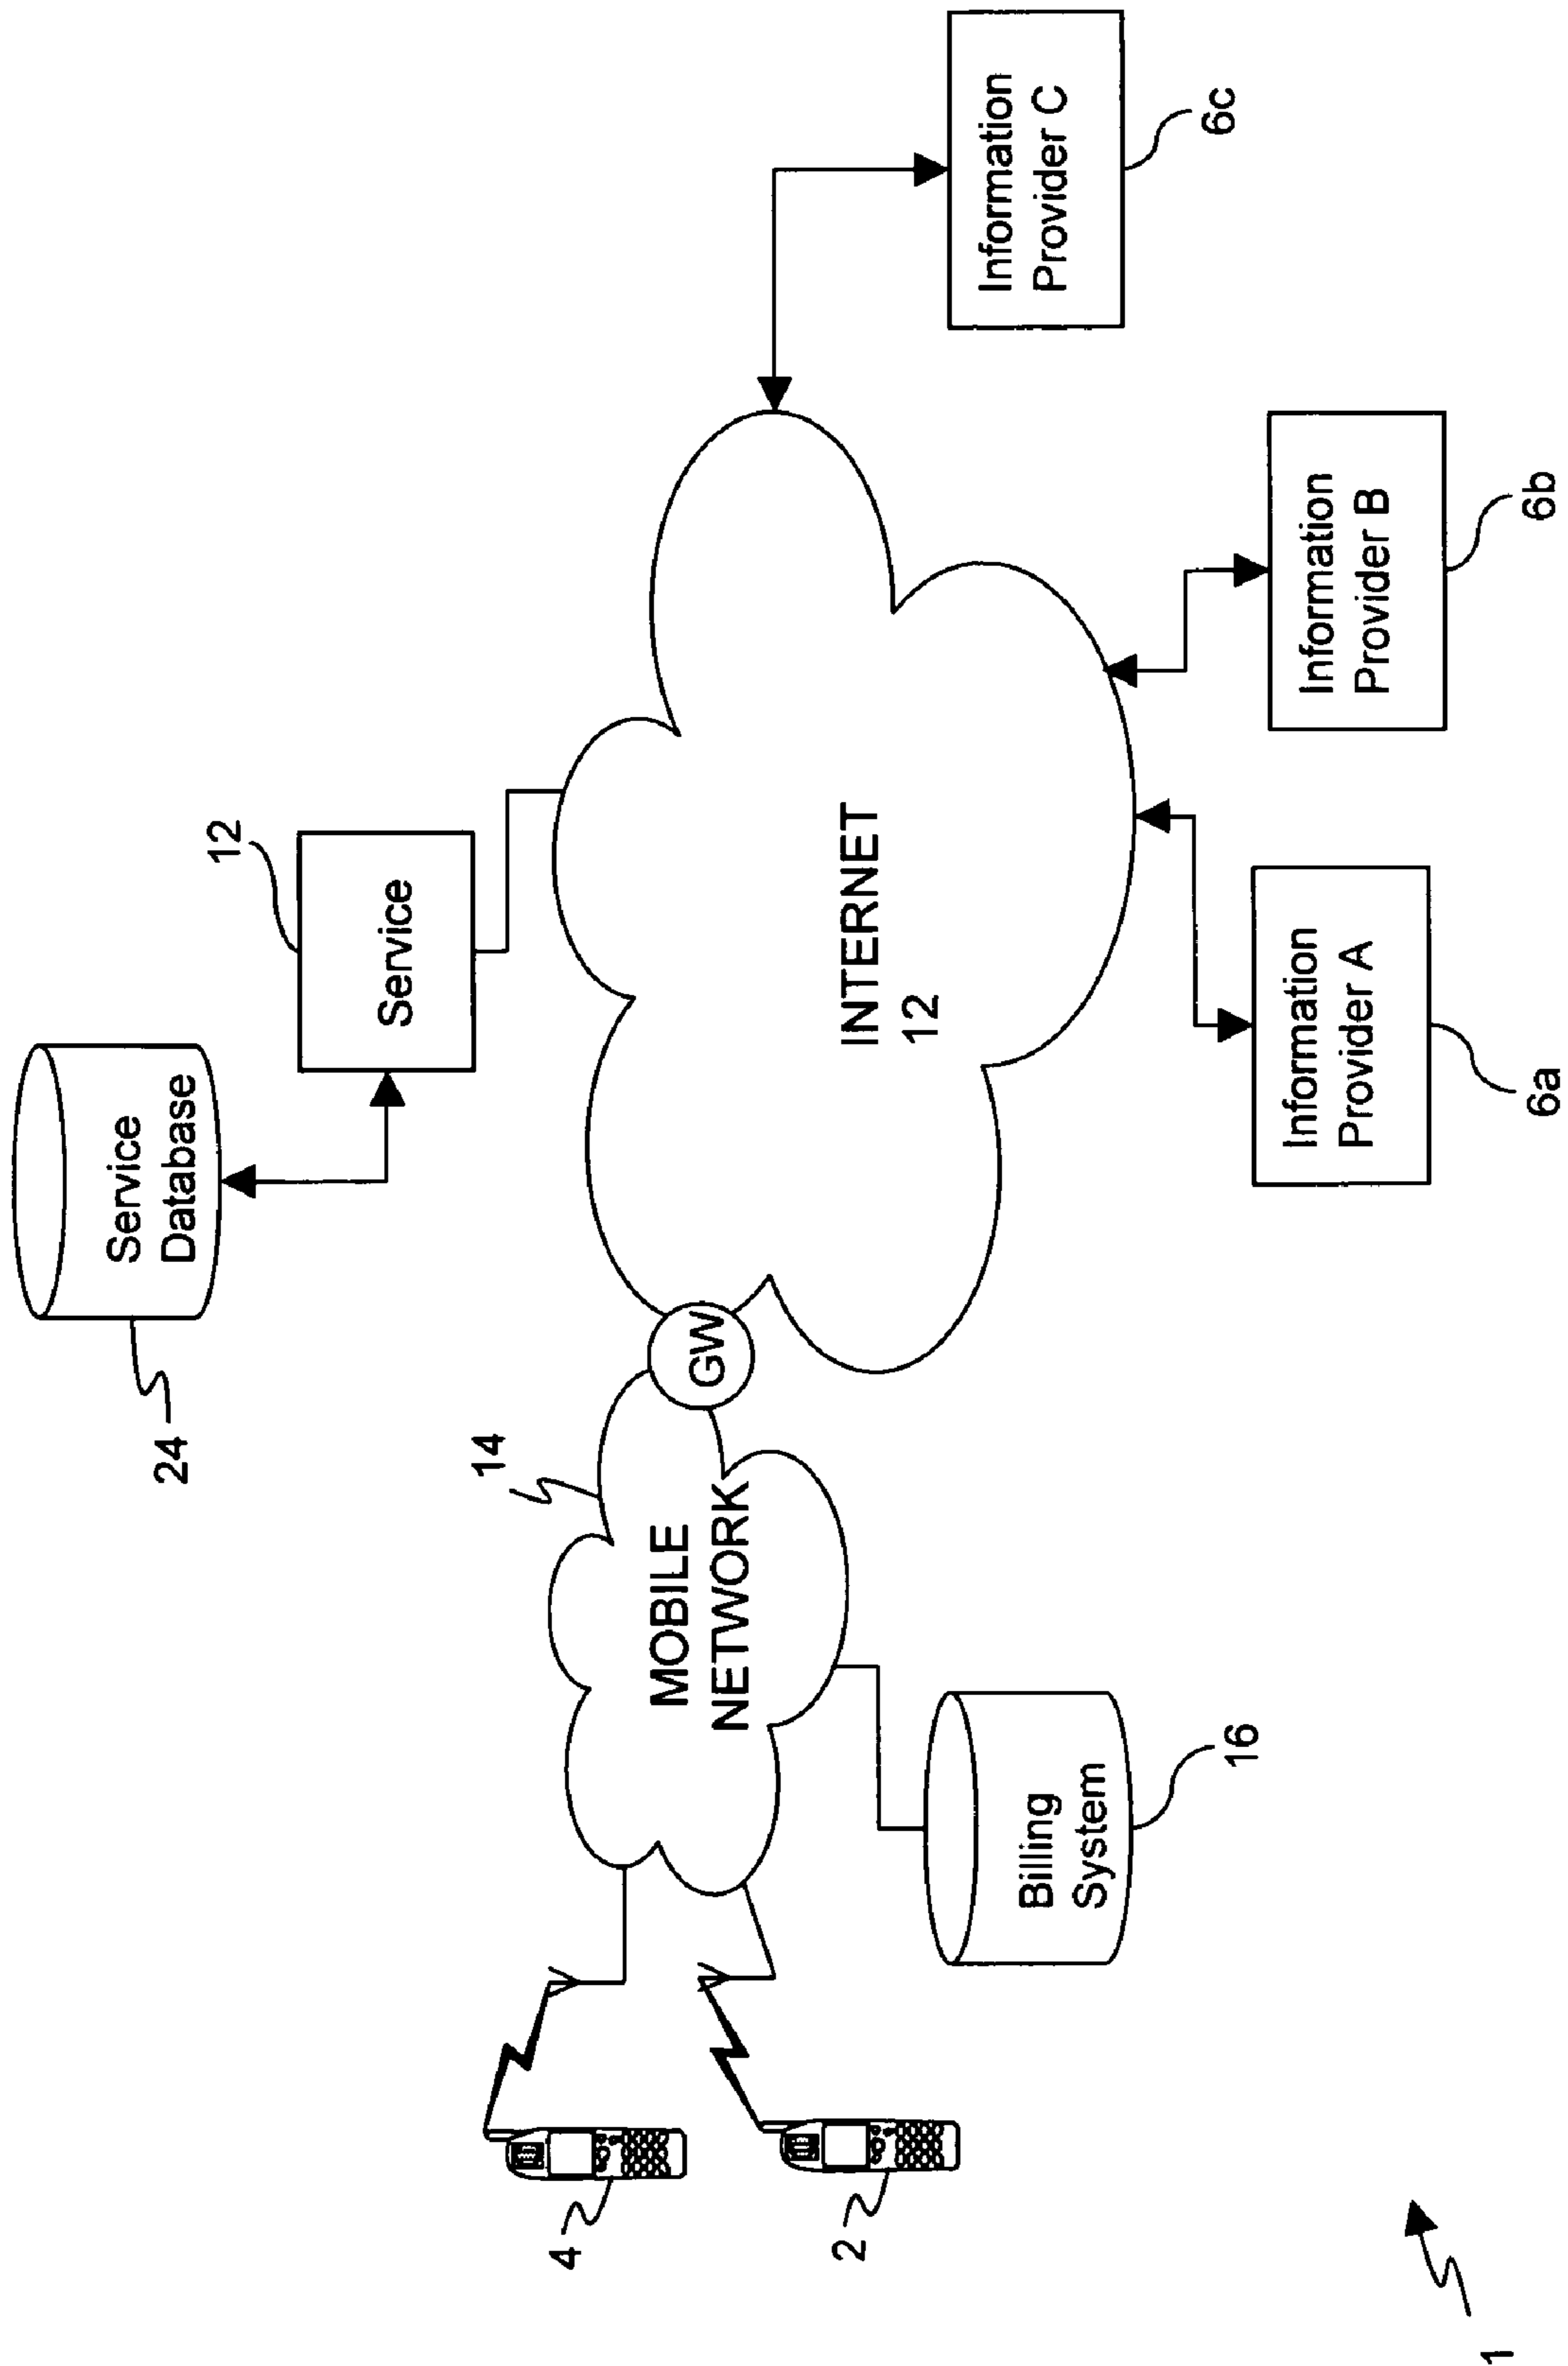 24
Service
Database
12
Service
14
MOBILE
NETWORK
GW
INTERNET
12
4
2
Billing
System
16
Information
Provider A
6a
Information
Provider B
6b
Information
Provider C
6c
1